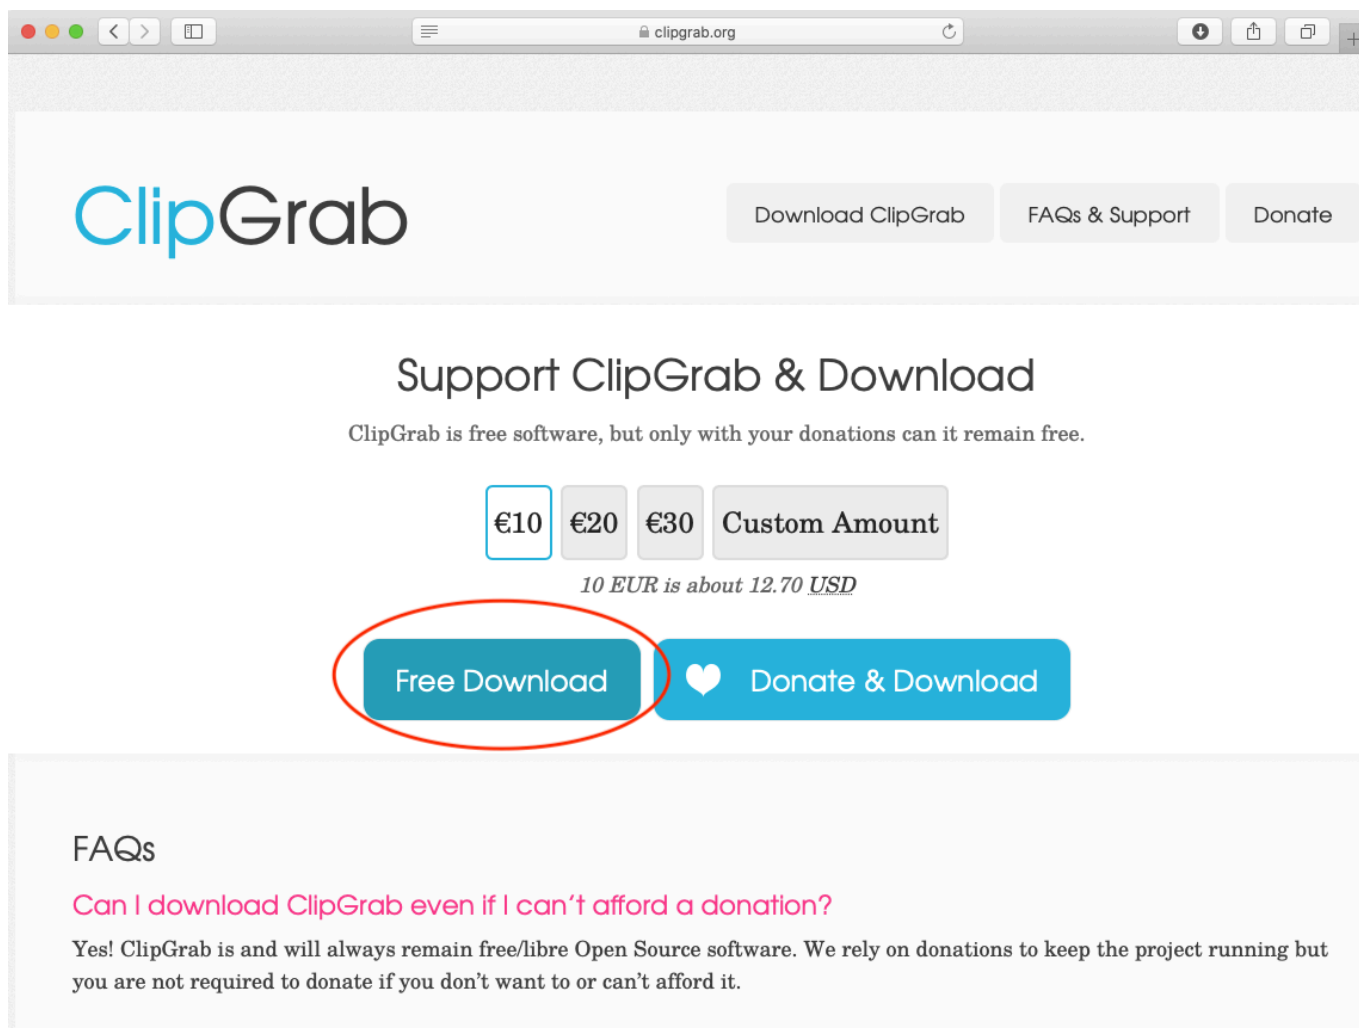 clipgrab.org
ClipGrab
Download ClipGrab
FAQs & Support
Donate
Support ClipGrab & Download
ClipGrab is free software, but only with your donations can it remain free.
€10 €20 €30 Custom Amount
10 EUR is about 12.70 USD
Free Download
Donate & Download
FAQs
Can I download ClipGrab even if I can't afford a donation?
Yes! ClipGrab is and will always remain free/libre Open Source software. We rely on donations to keep the project running but
you are not required to donate if you don't want to or can't afford it.